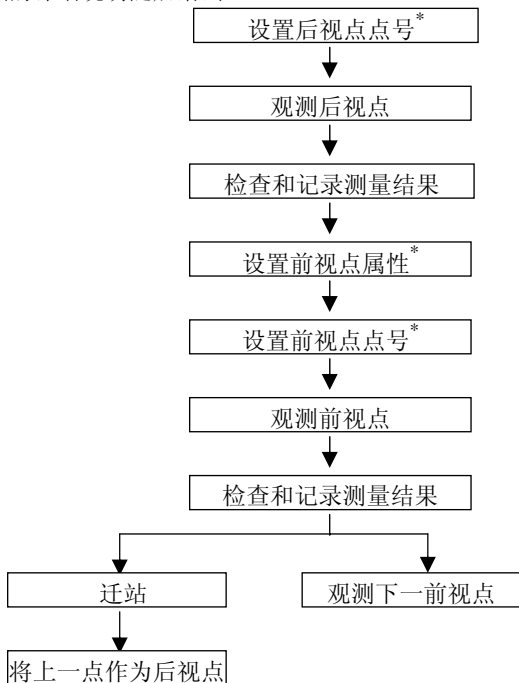 设置后视点点号*
观测后视点
检查和记录测量结果
设置前视点属性*
设置前视点点号*
观测前视点
检查和记录测量结果
迁站
观测下一前视点
将上一点作为后视点